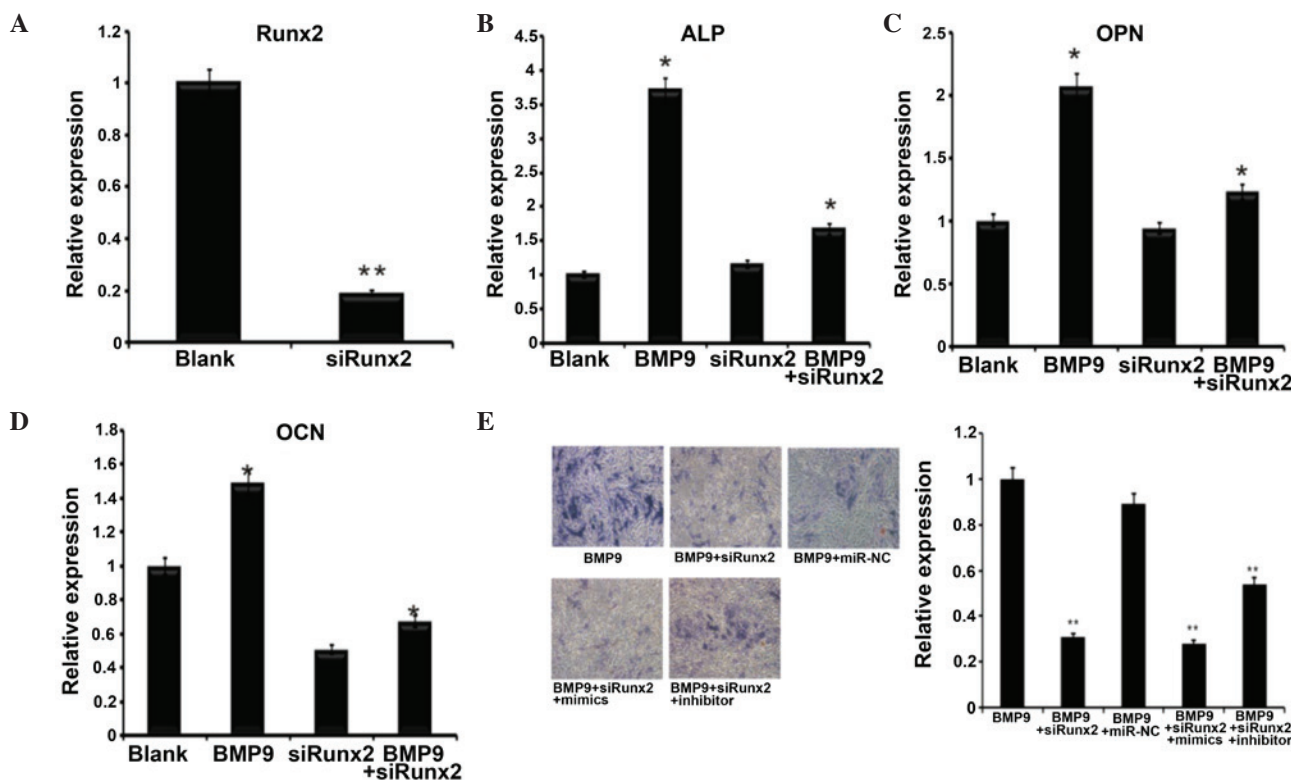 A
Runx2
Relative expression
1.2
1
0.8
0.6
0.4
0.2
0
**
Blank
siRunx2
B
ALP
Relative expression
4.5
4
3.5
3
2.5
2
1.5
1
0.5
0
*
*
Blank
BMP9
siRunx2
BMP9
+siRunx2
C
OPN
Relative expression
2.5
2
1.5
1
0.5
0
*
*
Blank
BMP9
siRunx2
BMP9
+siRunx2
D
OCN
Relative expression
1.8
1.6
1.4
1.2
1
0.8
0.6
0.4
0.2
0
*
*
Blank
BMP9
siRunx2
BMP9
+siRunx2
E
BMP9
BMP9+siRunx2
BMP9+miR-NC
BMP9+siRunx2
+mimics
BMP9+siRunx2
+inhibitor
Relative expression
1.2
1
0.8
0.6
0.4
0.2
0
**
**
**
BMP9
BMP9
+siRunx2
BMP9
+miR-NC
BMP9
+siRunx2
+mimics
BMP9
+siRunx2
+inhibitor